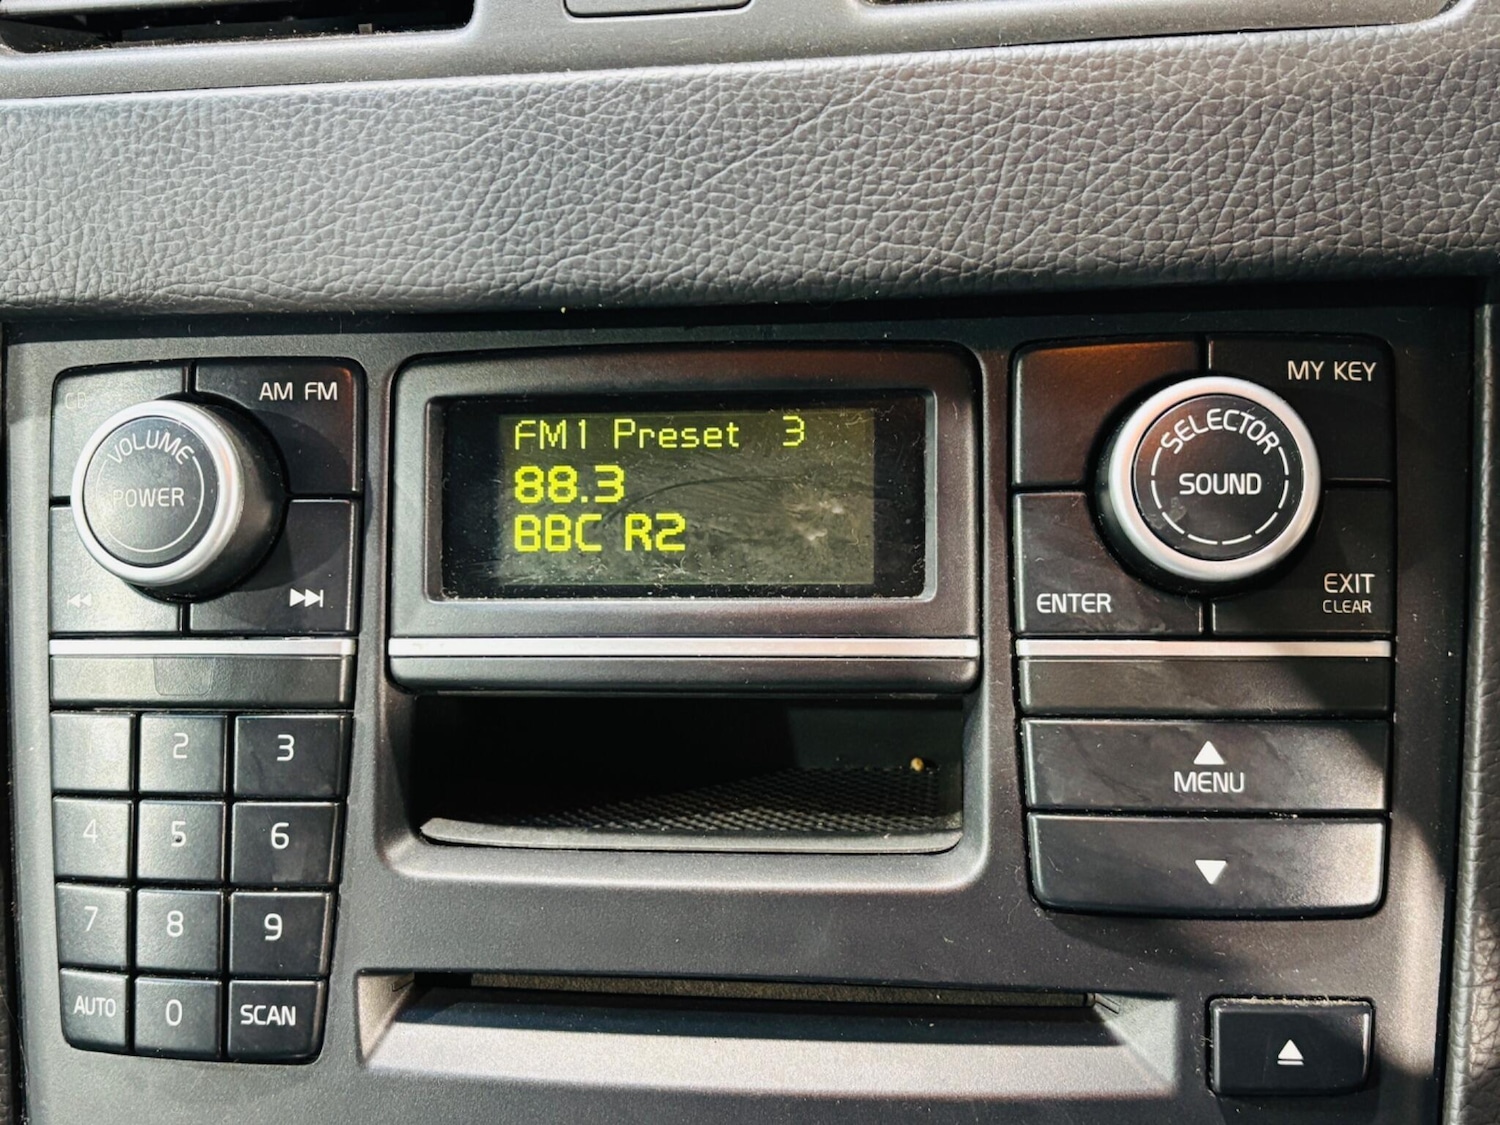 AM FM
MY KEY
VOLUME
POWER
FM1 Preset 3
88.3
BBC R2
SELECTOR
SOUND
ENTER
EXIT
CLEAR
2
3
MENU
4
5
6
7
8
9
AUTO
0
SCAN